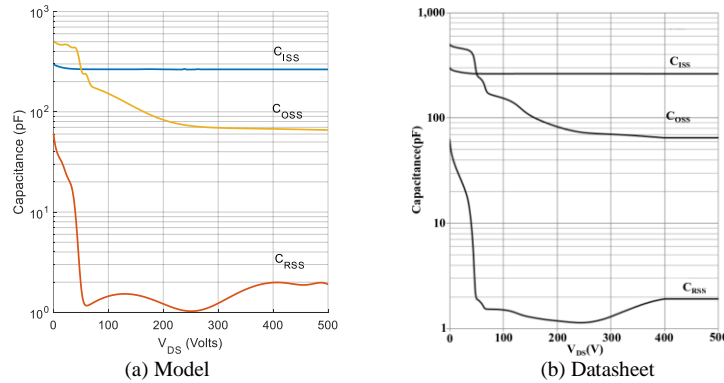 10³
10²
10¹
10⁰
Capacitance (pF)
C_ISS
C_OSS
C_RSS
0 100 200 300 400 500
V_DS (Volts)
(a) Model
1,000
100
10
1
Capacitance(pF)
C_ISS
C_OSS
C_RSS
0 100 200 300 400 500
V_DS(V)
(b) Datasheet